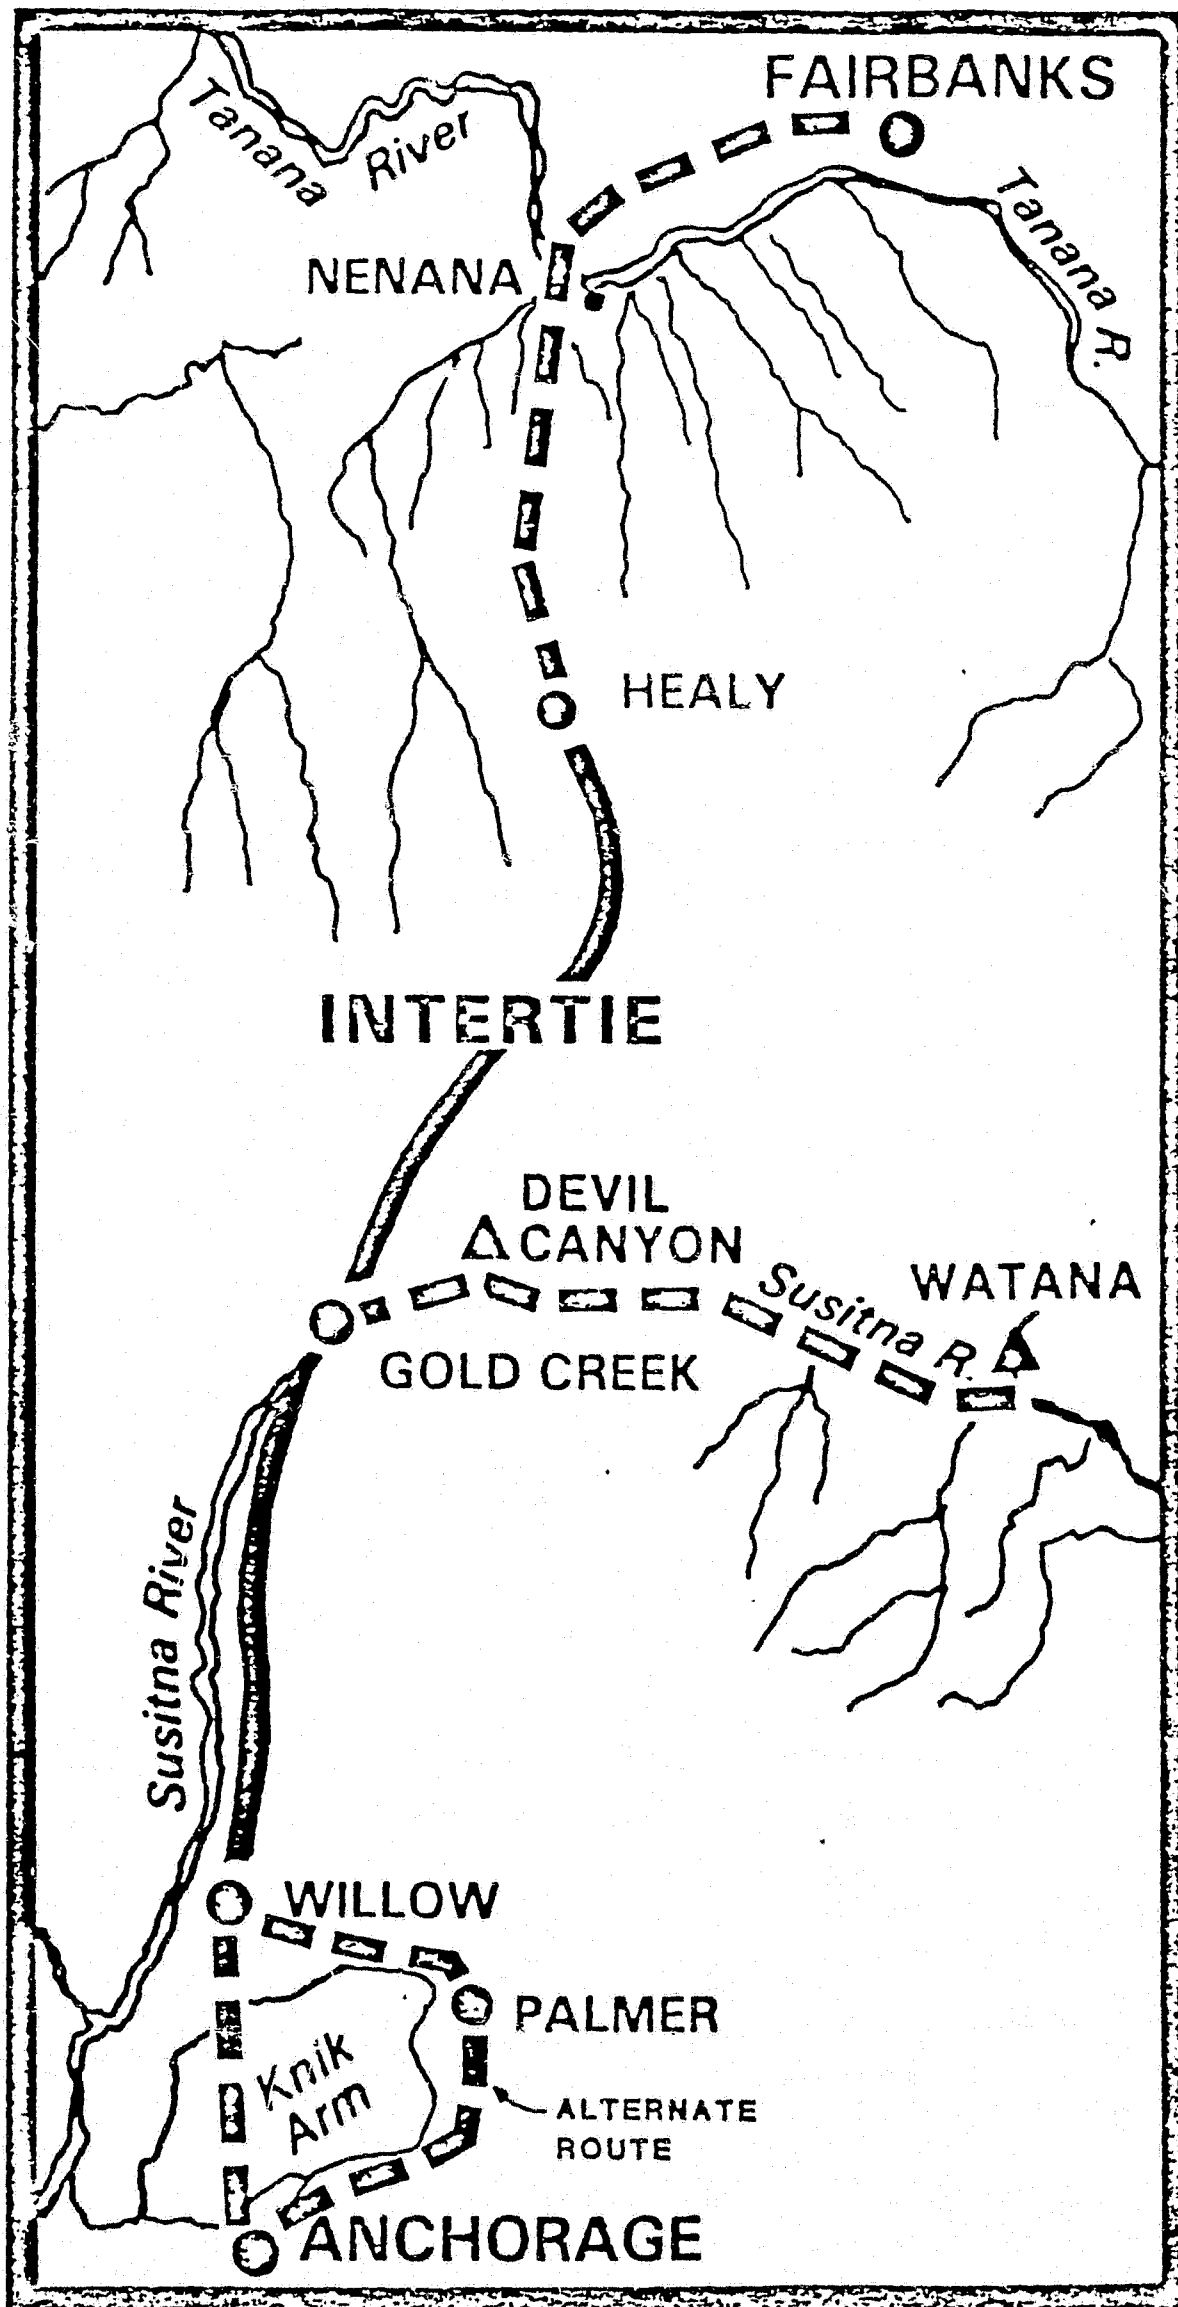 FAIRBANKS
Tanana
River
Tanana R.
NENANA
HEALY
INTERTIE
DEVIL
CANYON
Susitna R.
WATANA
GOLD CREEK
Susitna River
WILLOW
PALMER
Knik
Arm
ALTERNATE
ROUTE
ANCHORAGE